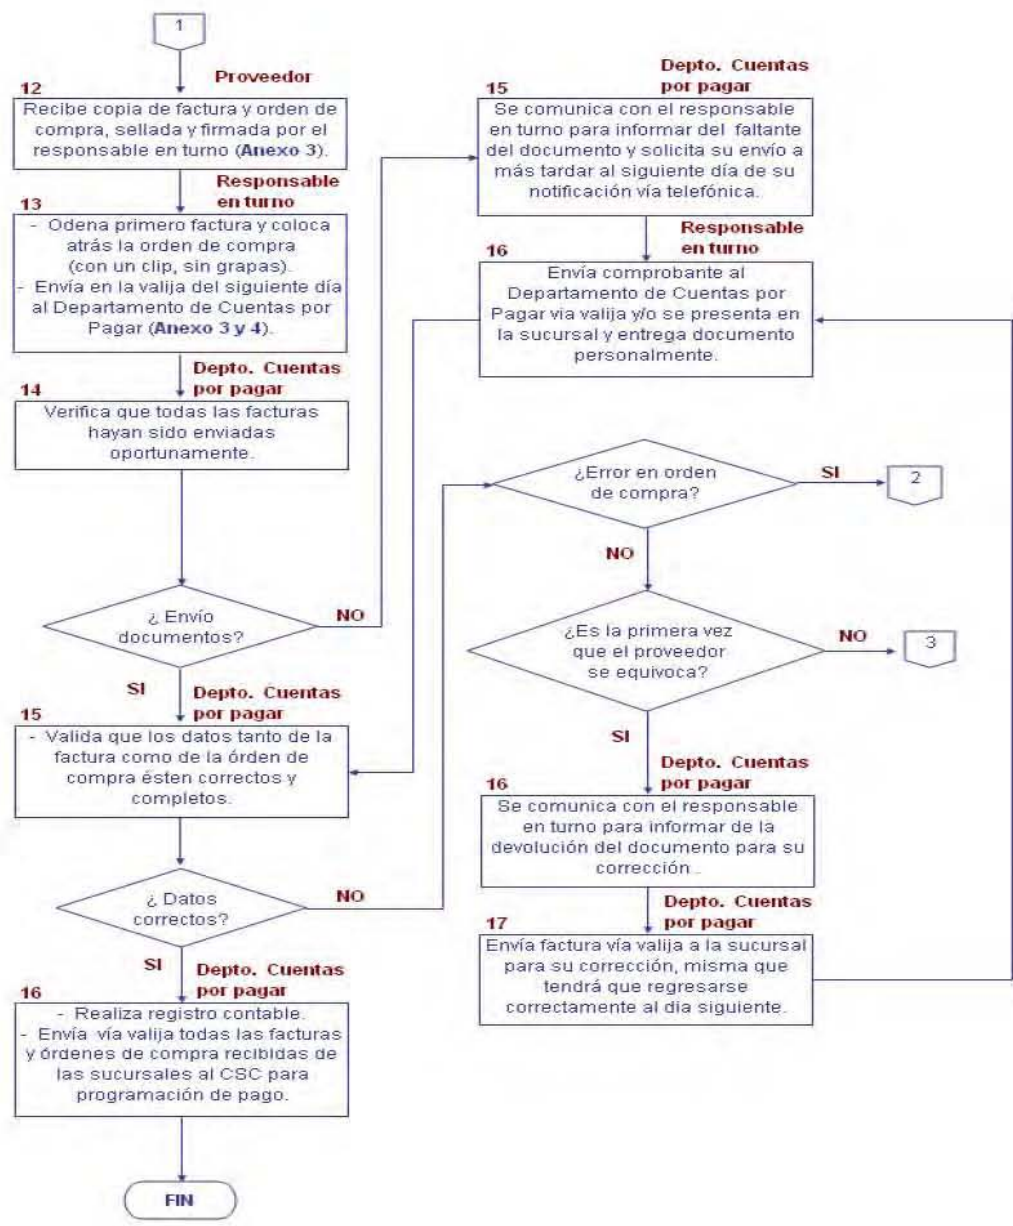 1
Proveedor
12
Recibe copia de factura y orden de
compra, sellada y firmada por el
responsable en turno (Anexo 3).
Responsable
en turno
13
- Odena primero factura y coloca
atrás la orden de compra
(con un clip, sin grapas).
- Envía en la valija del siguiente día
al Departamento de Cuentas por
Pagar (Anexo 3 y 4).
Depto. Cuentas
por pagar
14
Verifica que todas las facturas
hayan sido enviadas
oportunamente.
¿ Envío
documentos?
NO
SI
Depto. Cuentas
por pagar
15
- Valida que los datos tanto de la
factura como de la órden de
compra ésten correctos y
completos.
¿ Datos
correctos?
NO
SI
Depto. Cuentas
por pagar
16
- Realiza registro contable.
- Envía vía valija todas las facturas
y órdenes de compra recibidas de
las sucursales al CSC para
programación de pago.
FIN
Depto. Cuentas
por pagar
15
Se comunica con el responsable
en turno para informar del faltante
del documento y solicita su envío a
más tardar al siguiente día de su
notificación vía telefónica.
Responsable
en turno
16
Envía comprobante al
Departamento de Cuentas por
Pagar via valija y/o se presenta en
la sucursal y entrega documento
personalmente.
¿Error en orden
de compra?
SI
2
NO
¿Es la primera vez
que el proveedor
se equivoca?
NO
3
SI
Depto. Cuentas
por pagar
16
Se comunica con el responsable
en turno para informar de la
devolución del documento para su
corrección .
Depto. Cuentas
por pagar
17
Envía factura vía valija a la sucursal
para su corrección, misma que
tendrá que regresarse
correctamente al dia siguiente.